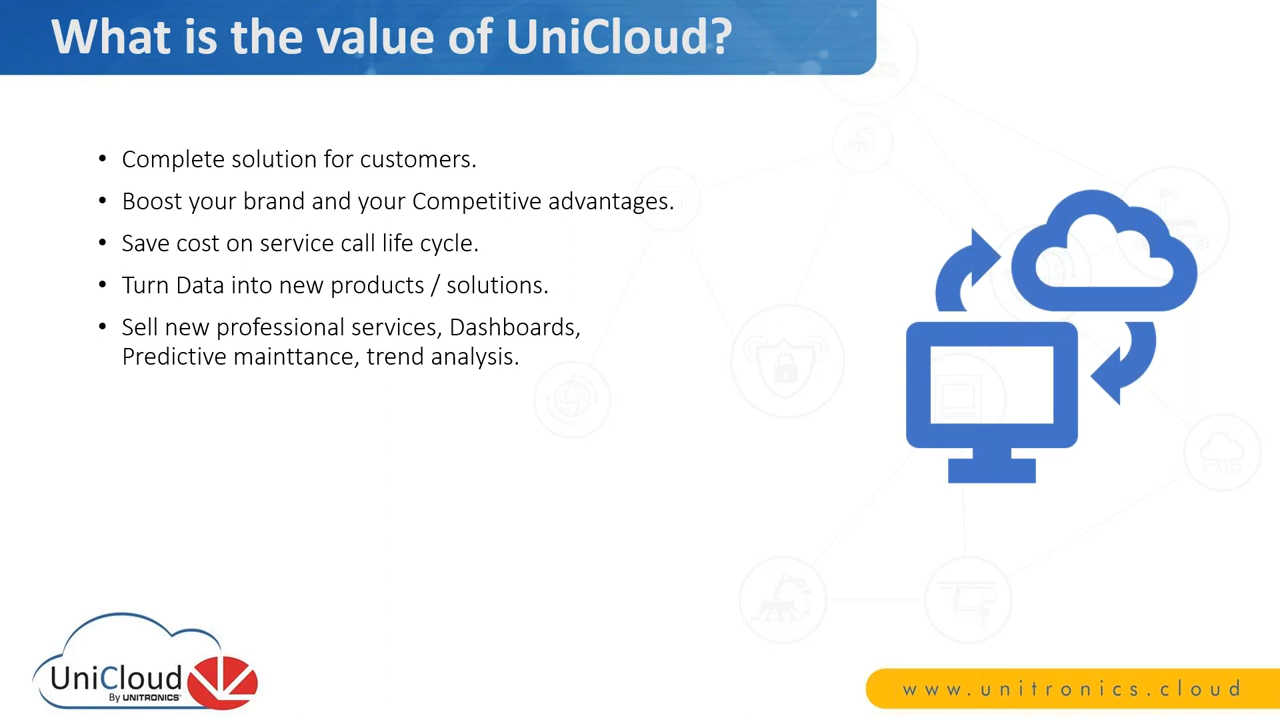 What is the value of UniCloud?
• Complete solution for customers.
• Boost your brand and your Competitive advantages.
• Save cost on service call life cycle.
• Turn Data into new products / solutions.
• Sell new professional services, Dashboards,
Predictive mainttance, trend analysis.
UniCloud
By UNITRONICS
www.unitronics.cloud